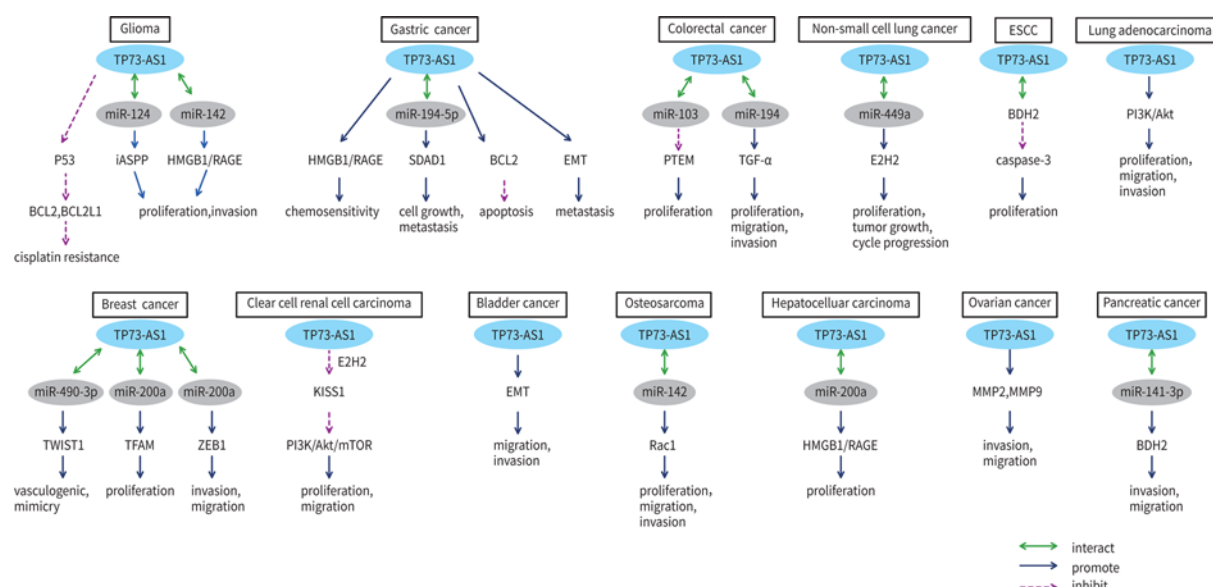 Glioma
Gastric cancer
Colorectal cancer
Non-small cell lung cancer
ESCC
Lung adenocarcinoma
TP73-AS1
TP73-AS1
TP73-AS1
TP73-AS1
TP73-AS1
TP73-AS1
miR-124
miR-142
miR-194-5p
miR-103
miR-194
miR-449a
BDH2
PI3K/Akt
P53
iASPP
HMGB1/RAGE
HMGB1/RAGE
SDAD1
BCL2
EMT
PTEM
TGF-α
E2H2
caspase-3
proliferation,
migration,
invasion
BCL2,BCL2L1
proliferation,invasion
chemosensitivity
cell growth,
metastasis
apoptosis
metastasis
proliferation
proliferation,
migration,
invasion
proliferation,
tumor growth,
cycle progression
proliferation
cisplatin resistance
Breast cancer
Clear cell renal cell carcinoma
Bladder cancer
Osteosarcoma
Hepatocelluar carcinoma
Ovarian cancer
Pancreatic cancer
TP73-AS1
TP73-AS1
TP73-AS1
TP73-AS1
TP73-AS1
TP73-AS1
TP73-AS1
E2H2
miR-490-3p
miR-200a
miR-200a
KISS1
EMT
miR-142
miR-200a
MMP2,MMP9
miR-141-3p
TWIST1
TFAM
ZEB1
PI3K/Akt/mTOR
migration,
invasion
Rac1
HMGB1/RAGE
invasion,
migration
BDH2
vasculogenic,
mimicry
proliferation
invasion,
migration
proliferation,
migration
proliferation,
migration,
invasion
proliferation
invasion,
migration
interact
promote
inhibit